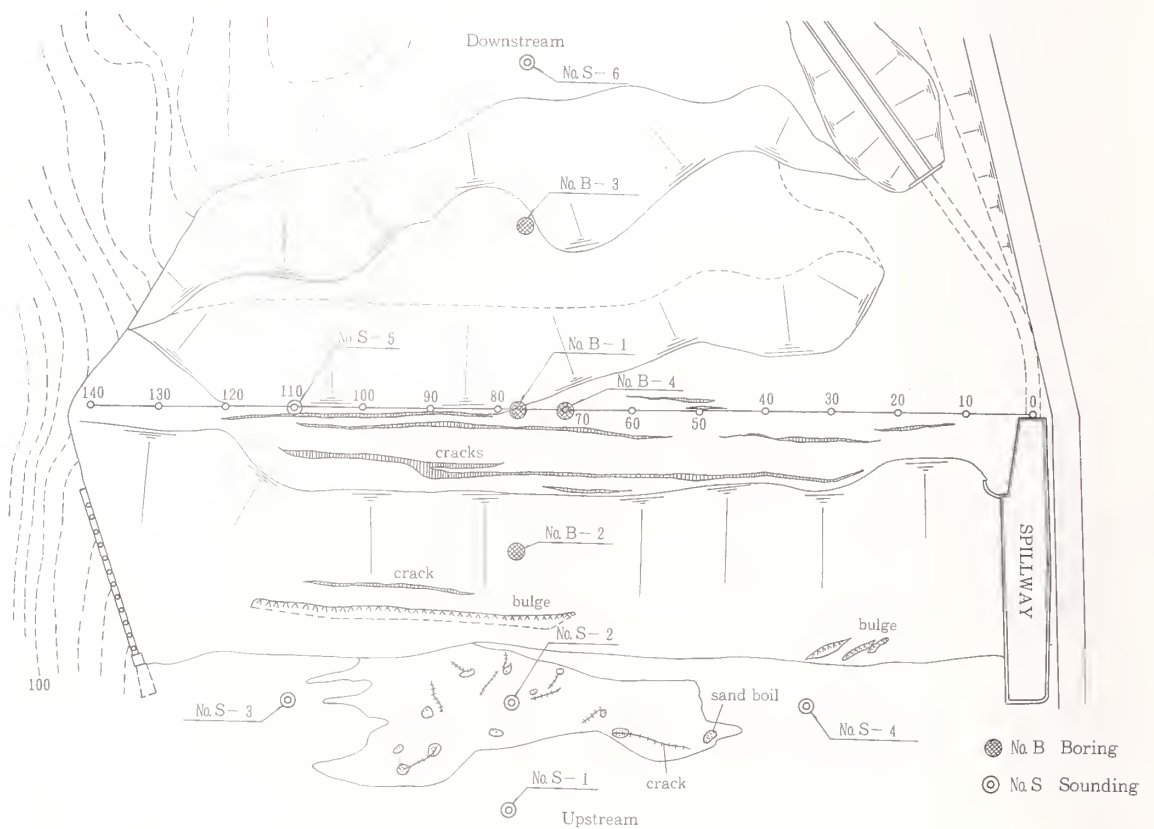 Downstream
No. S-6
No. B-3
No. S-5
No. B-1
No. B-4
140
130
120
110
100
90
80
70
60
50
40
30
20
10
0
cracks
No. B-2
crack
bulge
bulge
SPILLWAY
No. S-2
100
No. S-3
sand boil
No. S-4
crack
No. S-1
Upstream
No. B Boring
No. S Sounding